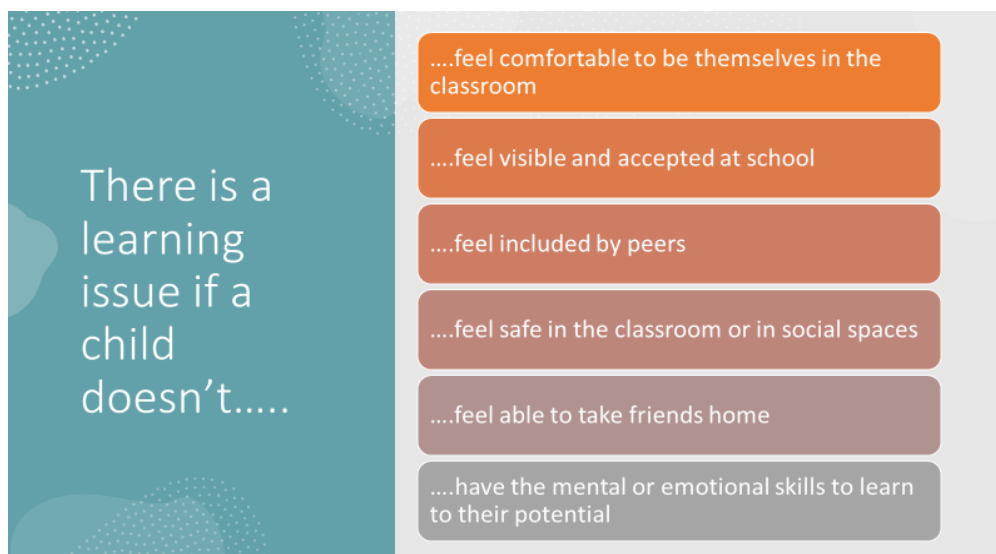 There is a
learning
issue if a
child
doesn’t…..
….feel comfortable to be themselves in the
classroom
….feel visible and accepted at school
….feel included by peers
….feel safe in the classroom or in social spaces
….feel able to take friends home
….have the mental or emotional skills to learn
to their potential